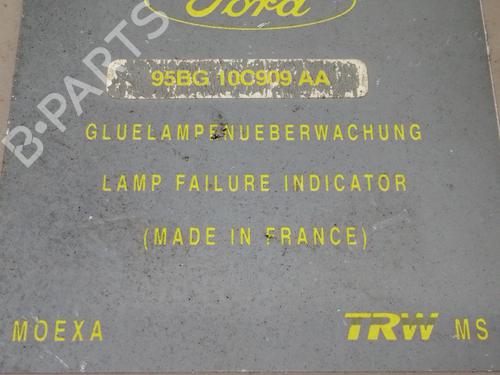 Ford
95BG 10C909 AA
GLUELAMPENUEBERWACHUNG
LAMP FAILURE INDICATOR
(MADE IN FRANCE)
MOEXA TRW MS
B-PARTS